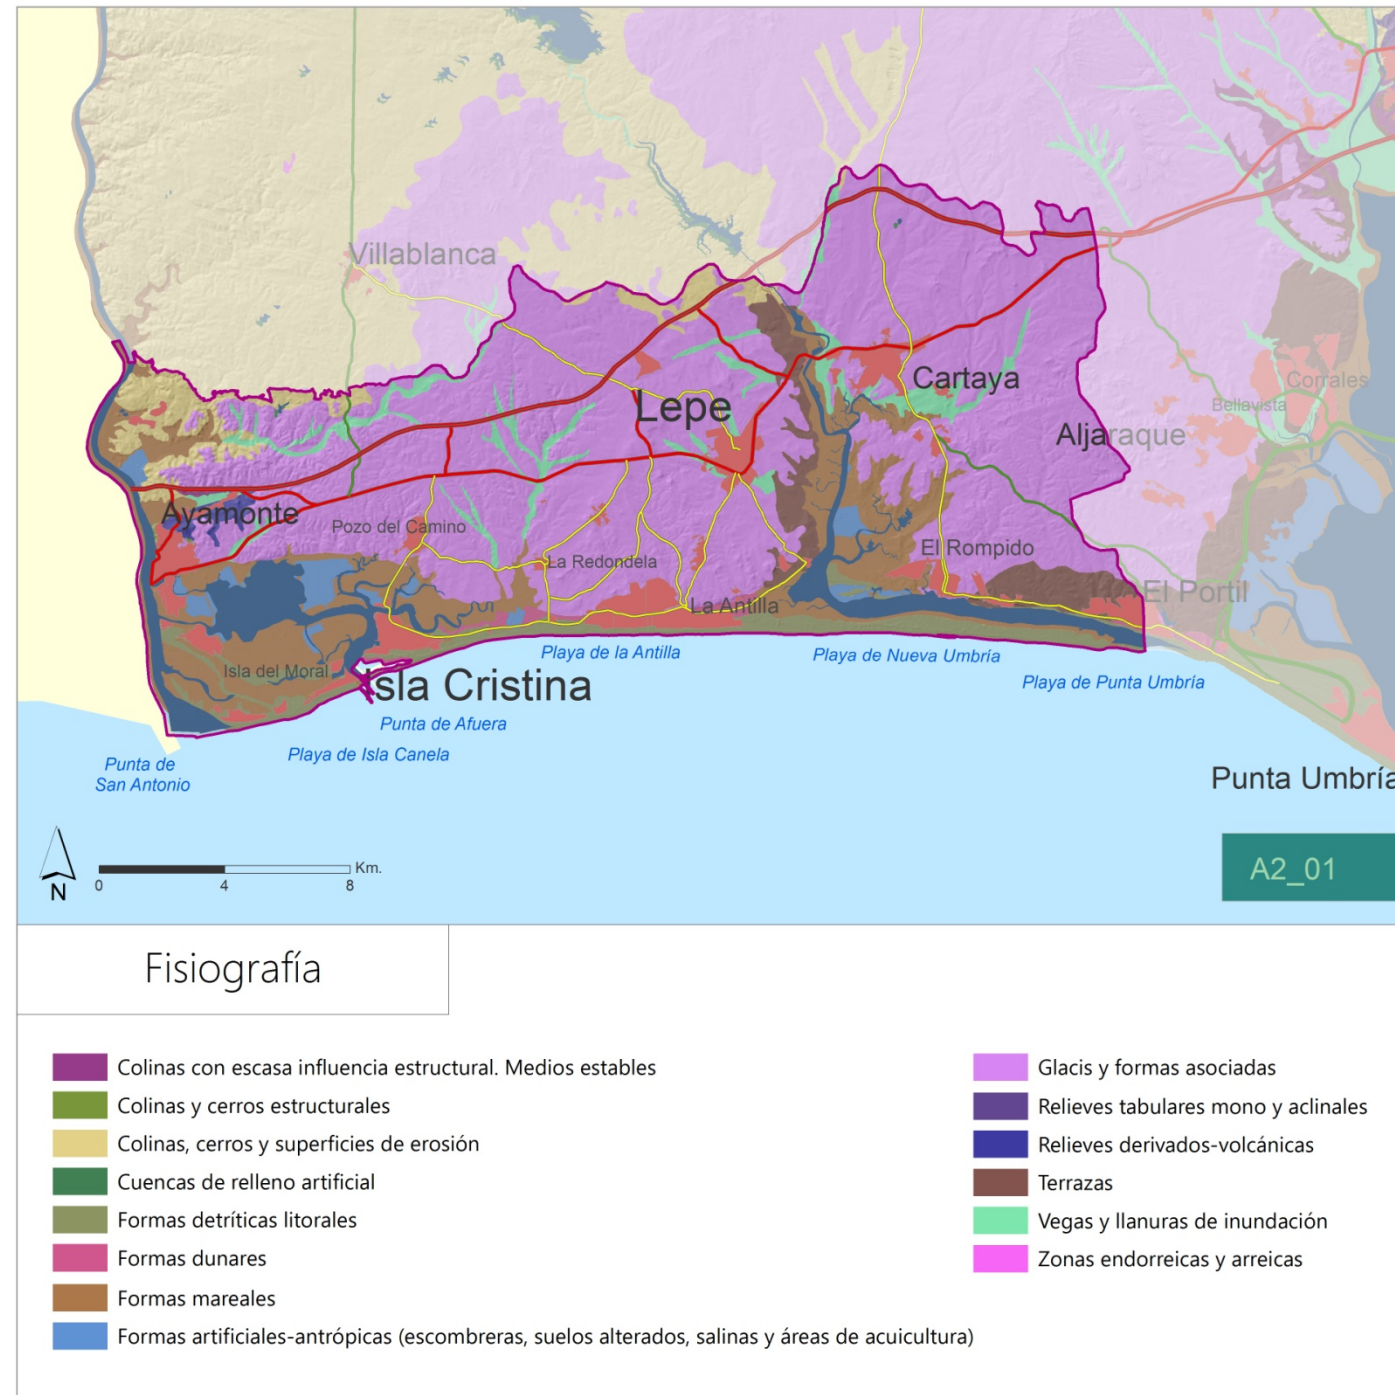 Villablanca
Corrales
Bellavista
Cartaya
Lepe
Aljaraque
Ayamonte
Pozo del Camino
El Rompido
La Redondela
El Portil
La Antilla
Playa de la Antilla
Playa de Nueva Umbría
Isla del Moral
Isla Cristina
Playa de Punta Umbría
Punta de Afuera
Playa de Isla Canela
Punta de
San Antonio
Punta Umbría
N
Km.
0 4 8
A2_01
Fisiografía
Colinas con escasa influencia estructural. Medios estables
Colinas y cerros estructurales
Colinas, cerros y superficies de erosión
Cuencas de relleno artificial
Formas detríticas litorales
Formas dunares
Formas mareales
Formas artificiales-antrópicas (escombreras, suelos alterados, salinas y áreas de acuicultura)
Glacis y formas asociadas
Relieves tabulares mono y aclinales
Relieves derivados-volcánicas
Terrazas
Vegas y llanuras de inundación
Zonas endorreicas y arreicas